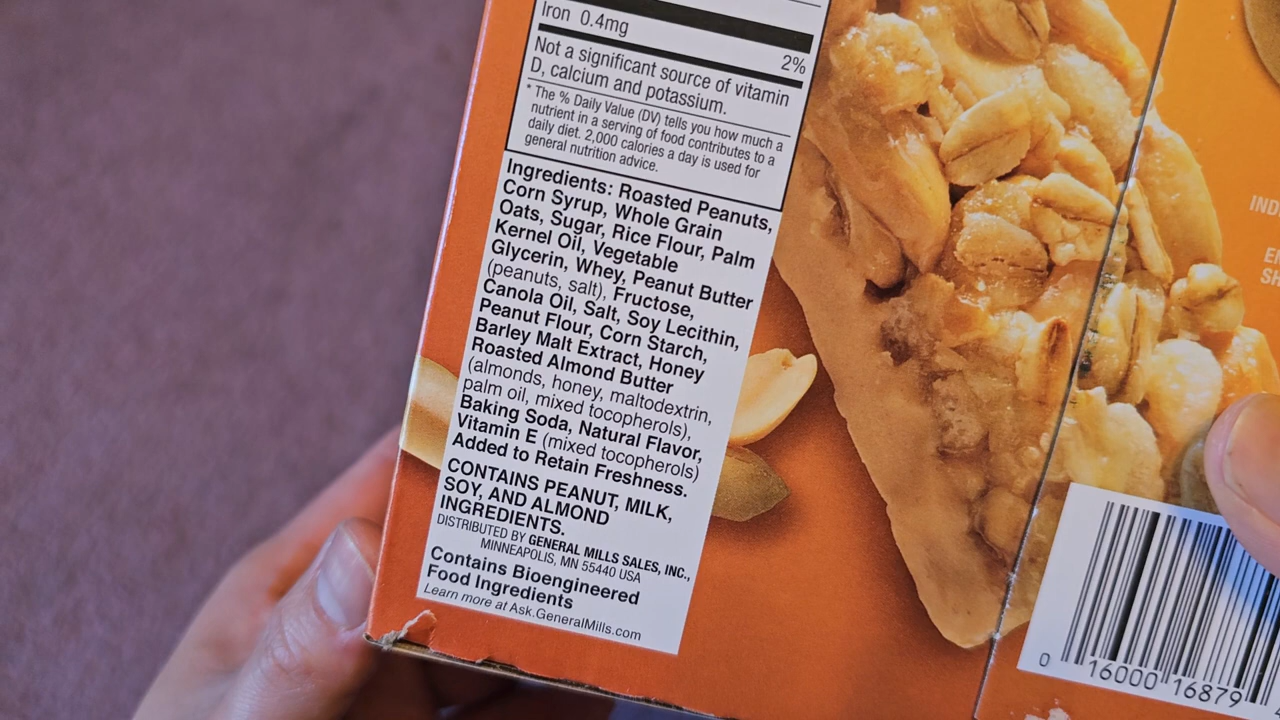 Iron 0.4mg
2%
Not a significant source of vitamin
D, calcium and potassium.
* The % Daily Value (DV) tells you how much a
nutrient in a serving of food contributes to a
daily diet. 2,000 calories a day is used for
general nutrition advice.
Ingredients: Roasted Peanuts,
Corn Syrup, Whole Grain
Oats, Sugar, Rice Flour, Palm
Kernel Oil, Vegetable
Glycerin, Whey, Peanut Butter
(peanuts, salt), Fructose,
Canola Oil, Salt, Soy Lecithin,
Peanut Flour, Corn Starch,
Barley Malt Extract, Honey
Roasted Almond Butter
(almonds, honey, maltodextrin,
palm oil, mixed tocopherols),
Baking Soda, Natural Flavor,
Vitamin E (mixed tocopherols)
Added to Retain Freshness.
CONTAINS PEANUT, MILK,
SOY, AND ALMOND
INGREDIENTS.
DISTRIBUTED BY GENERAL MILLS SALES, INC.,
MINNEAPOLIS, MN 55440 USA
Contains Bioengineered
Food Ingredients
Learn more at Ask.GeneralMills.com
IND
0 16000 16879